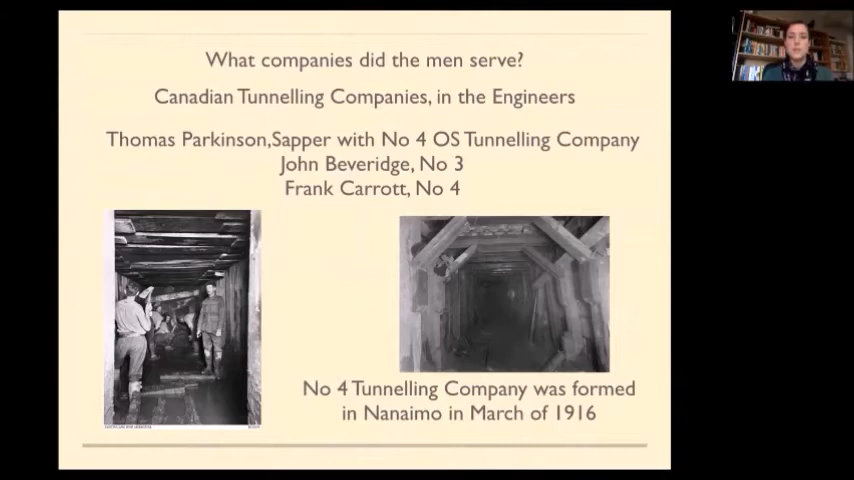 What companies did the men serve?
Canadian Tunnelling Companies, in the Engineers
Thomas Parkinson,Sapper with No 4 OS Tunnelling Company
John Beveridge, No 3
Frank Carrott, No 4
No 4 Tunnelling Company was formed
in Nanaimo in March of 1916